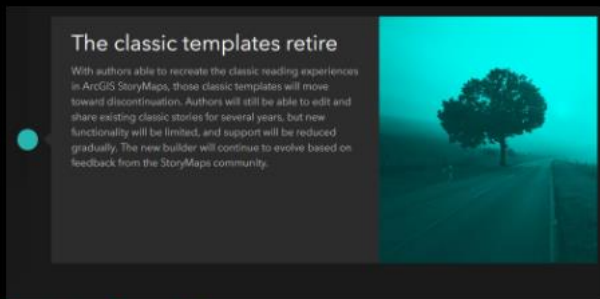 The classic templates retire
With authors able to recreate the classic reading experiences
in ArcGIS StoryMaps, those classic templates will move
toward discontinuation. Authors will still be able to edit and
share existing classic stories for several years, but new
functionality will be limited, and support will be reduced
gradually. The new builder will continue to evolve based on
feedback from the StoryMaps community.